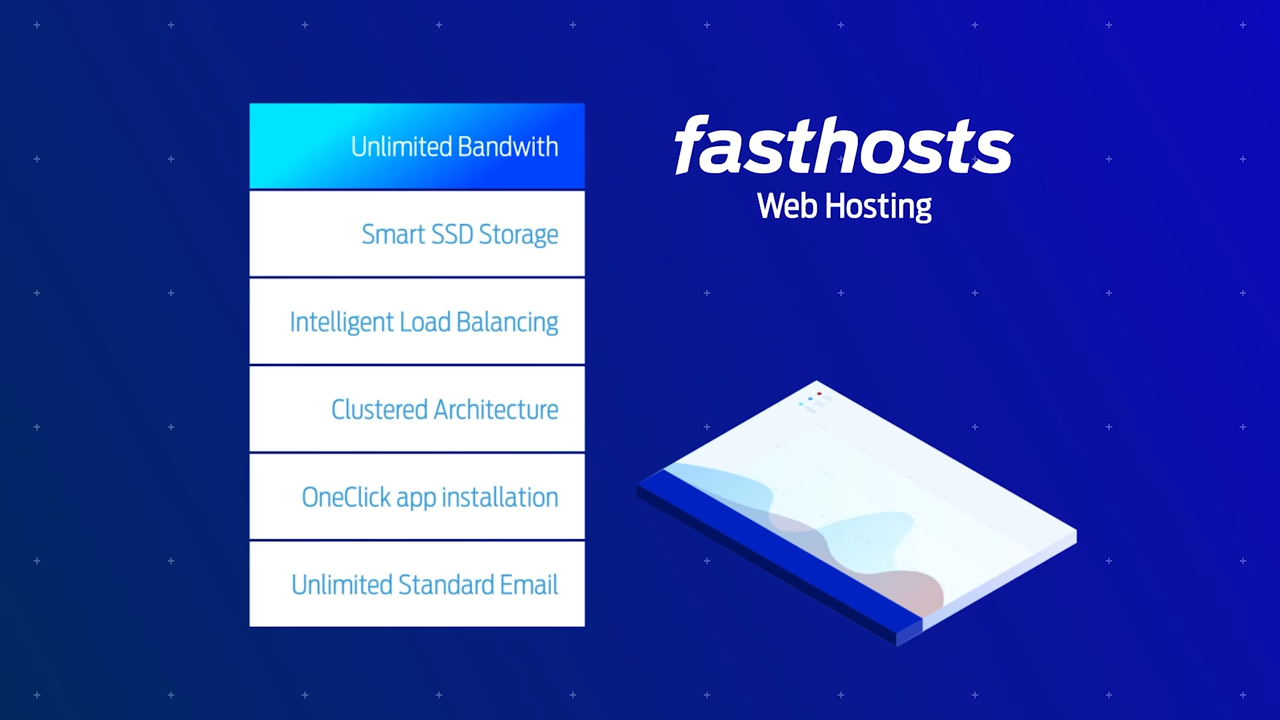 Unlimited Bandwith
Smart SSD Storage
Intelligent Load Balancing
Clustered Architecture
OneClick app installation
Unlimited Standard Email
fasthosts
Web Hosting